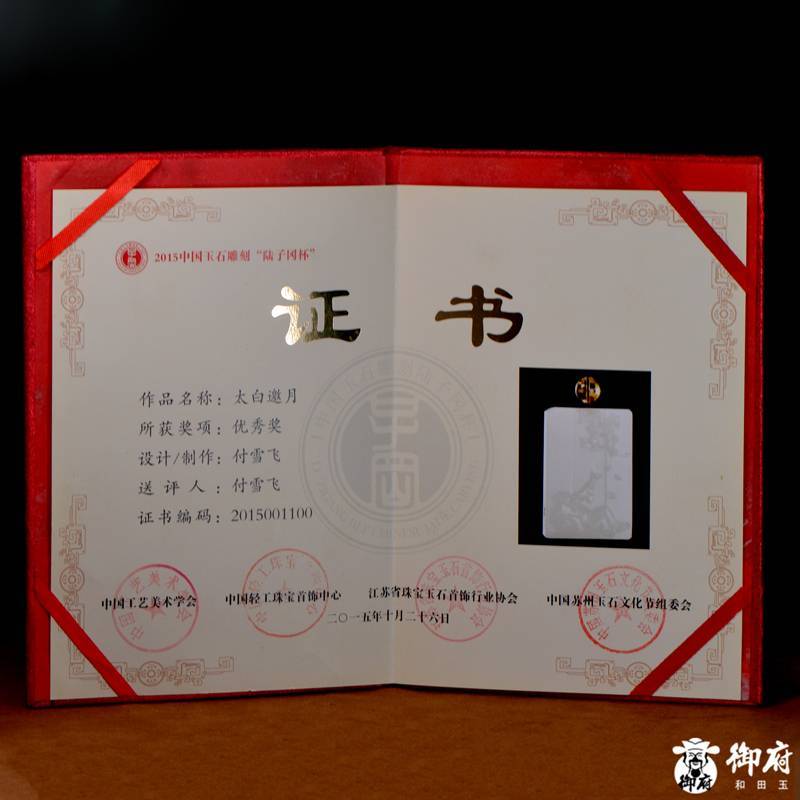 2015中国玉石雕刻“陆子冈杯”
证 书
作品名称：太白邀月
所获奖项：优秀奖
设计/制作：付雪飞
送 评 人：付雪飞
证书编码：2015001100
中国工艺美术学会 中国轻工珠宝首饰中心 江苏省珠宝玉石首饰行业协会 中国苏州玉石文化节组委会
二〇一五年十月二十六日
御府
和田玉